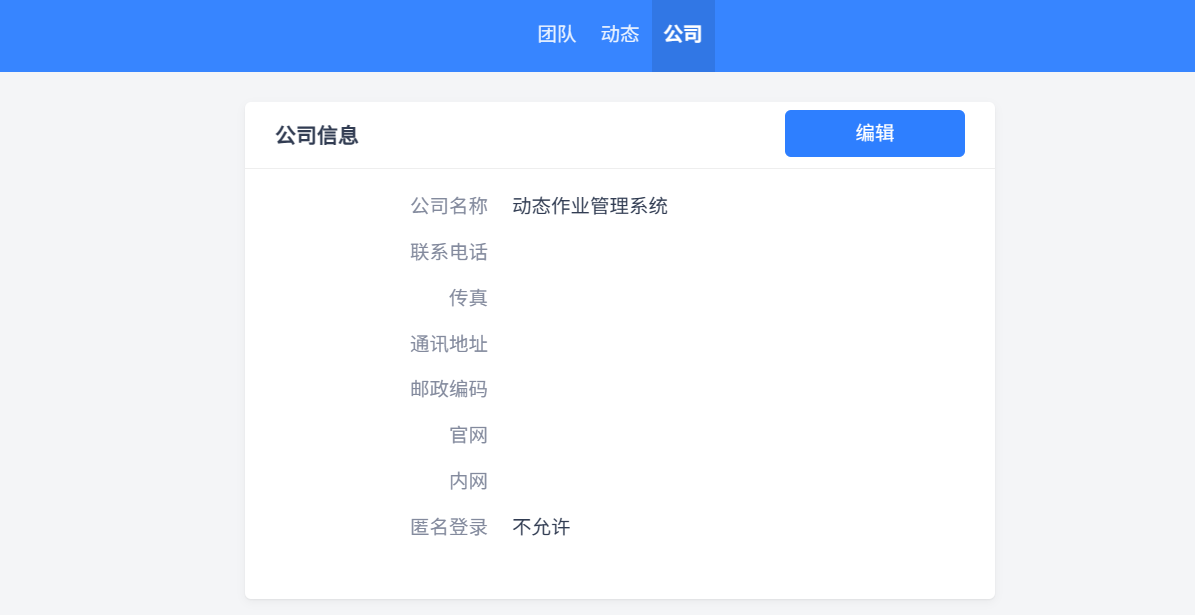 团队 动态 公司
公司信息 编辑
公司名称 动态作业管理系统
联系电话
传真
通讯地址
邮政编码
官网
内网
匿名登录 不允许